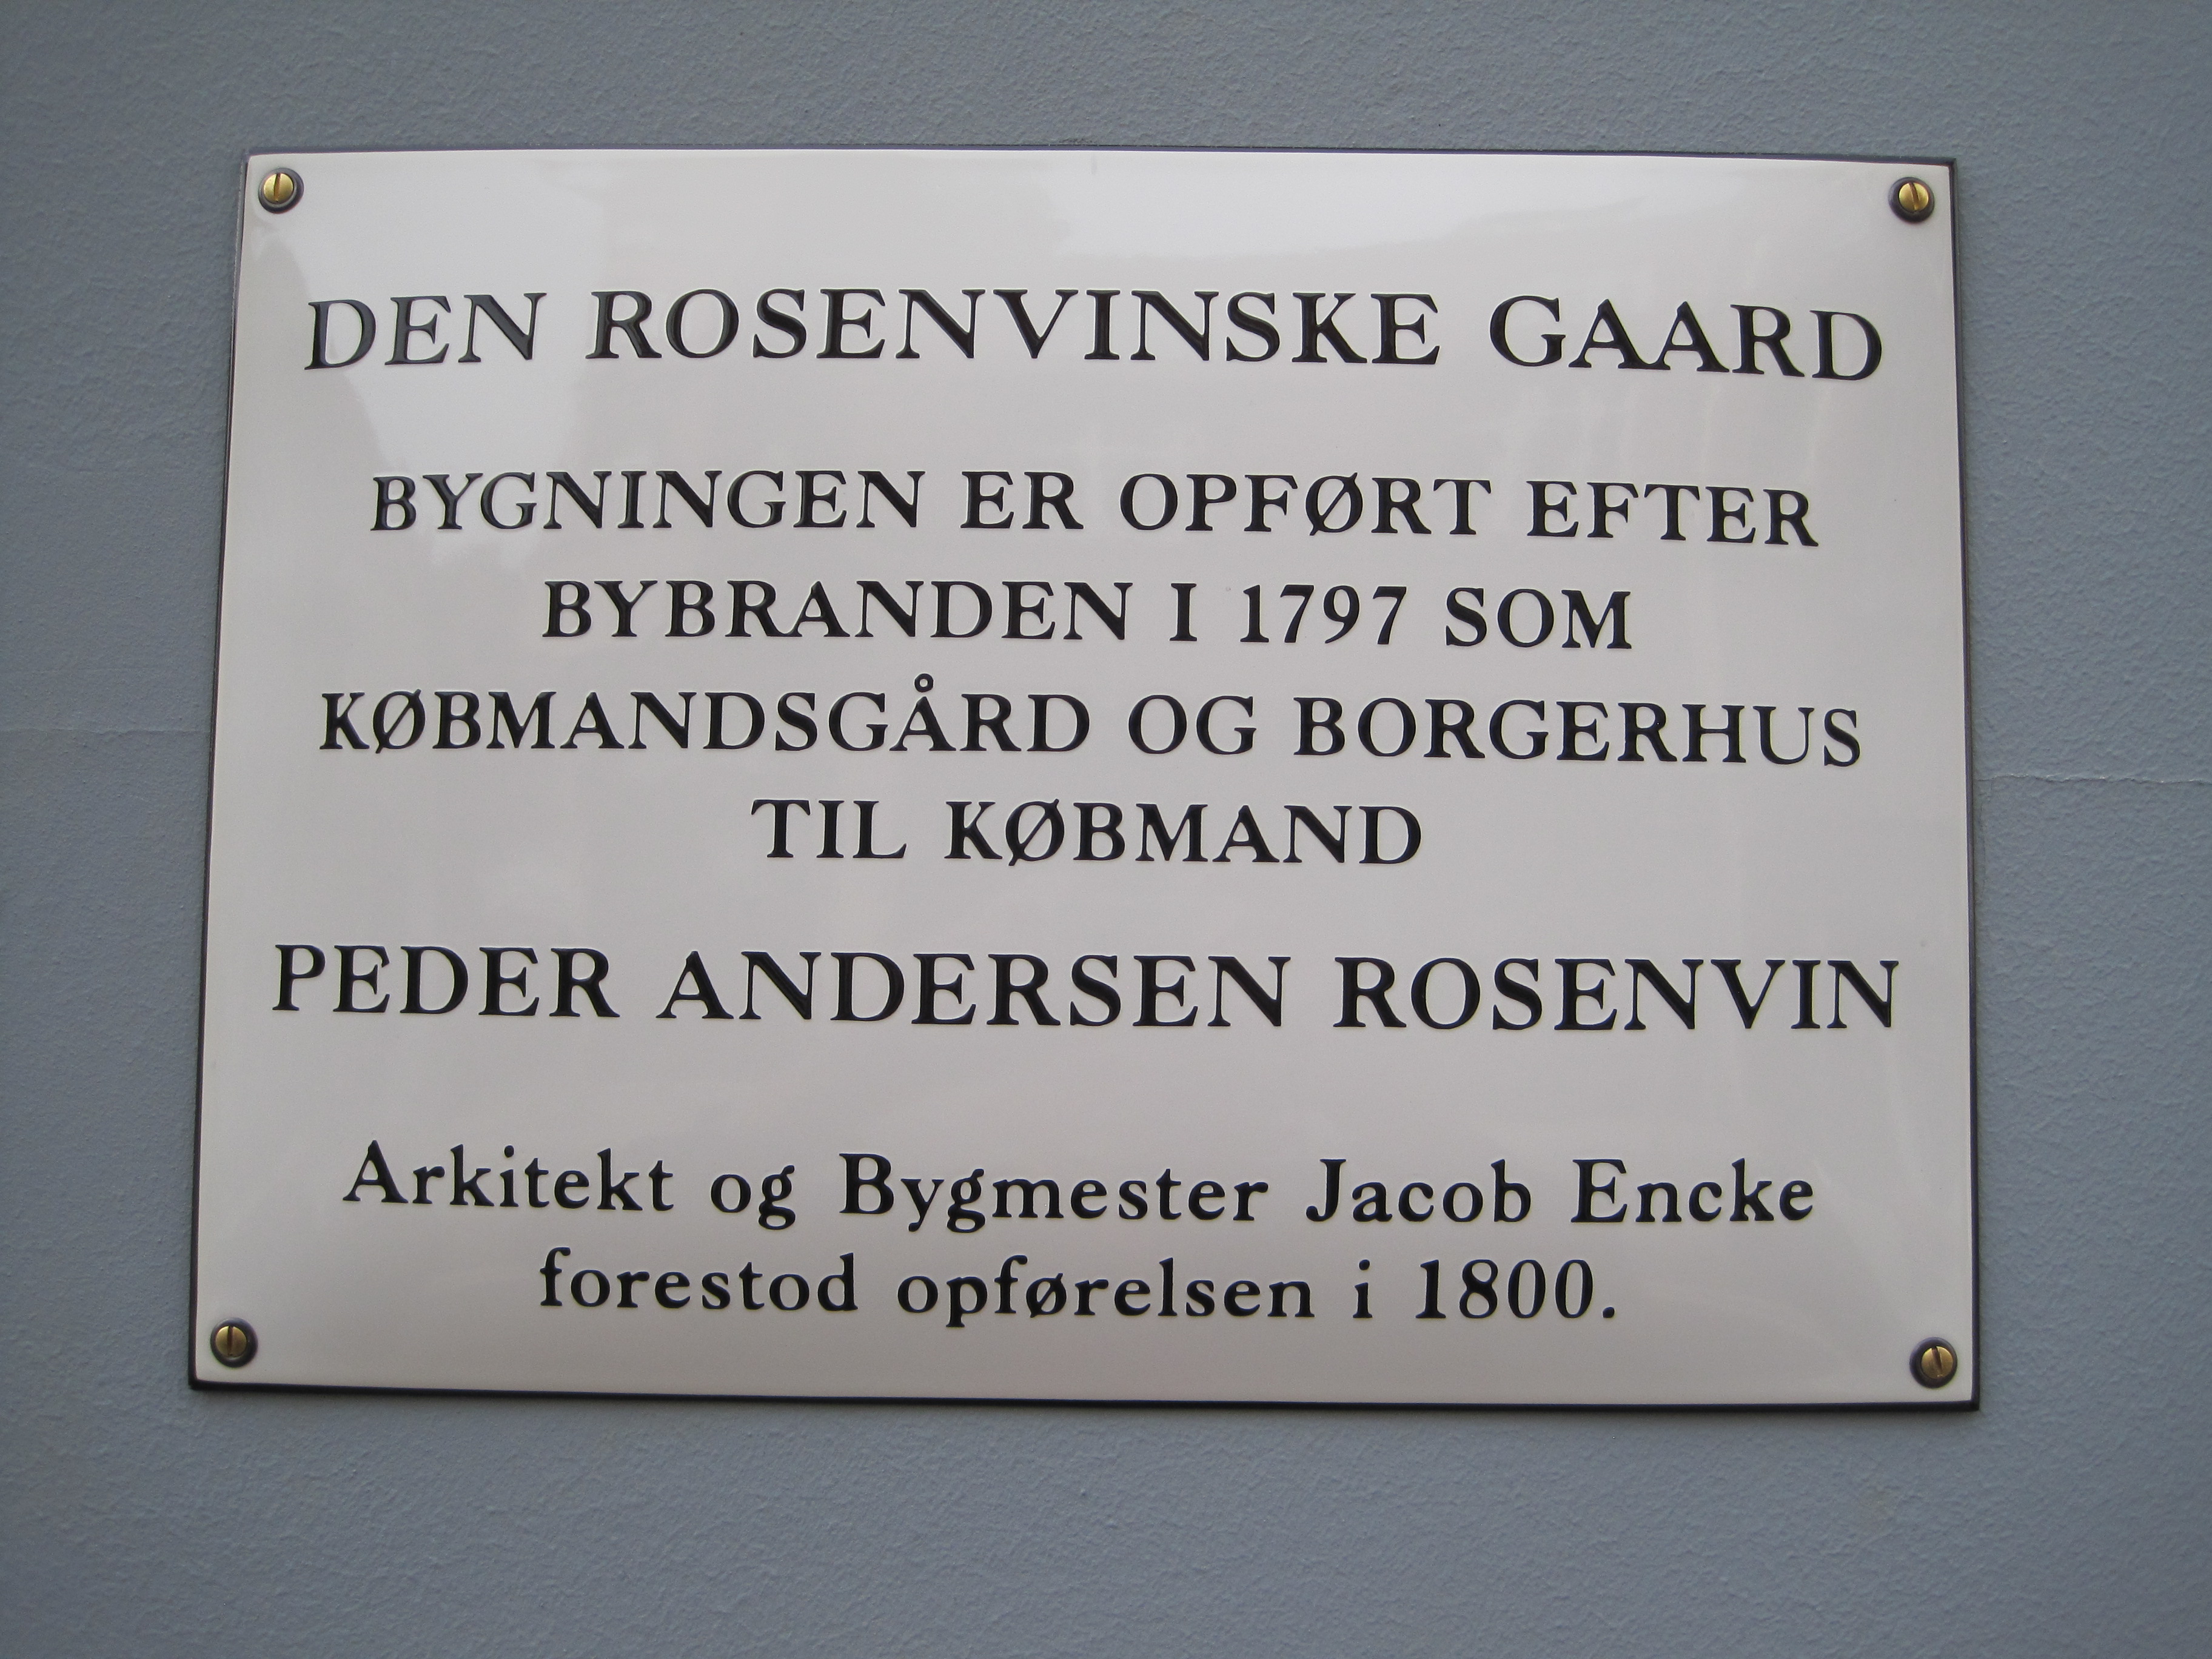 DEN ROSENVINSKE GAARD
BYGNINGEN ER OPFØRT EFTER
BYBRANDEN I 1797 SOM
KØBMANDSGÅRD OG BORGERHUS
TIL KØBMAND
PEDER ANDERSEN ROSENVIN
Arkitekt og Bygmester Jacob Encke
forestod opførelsen i 1800.